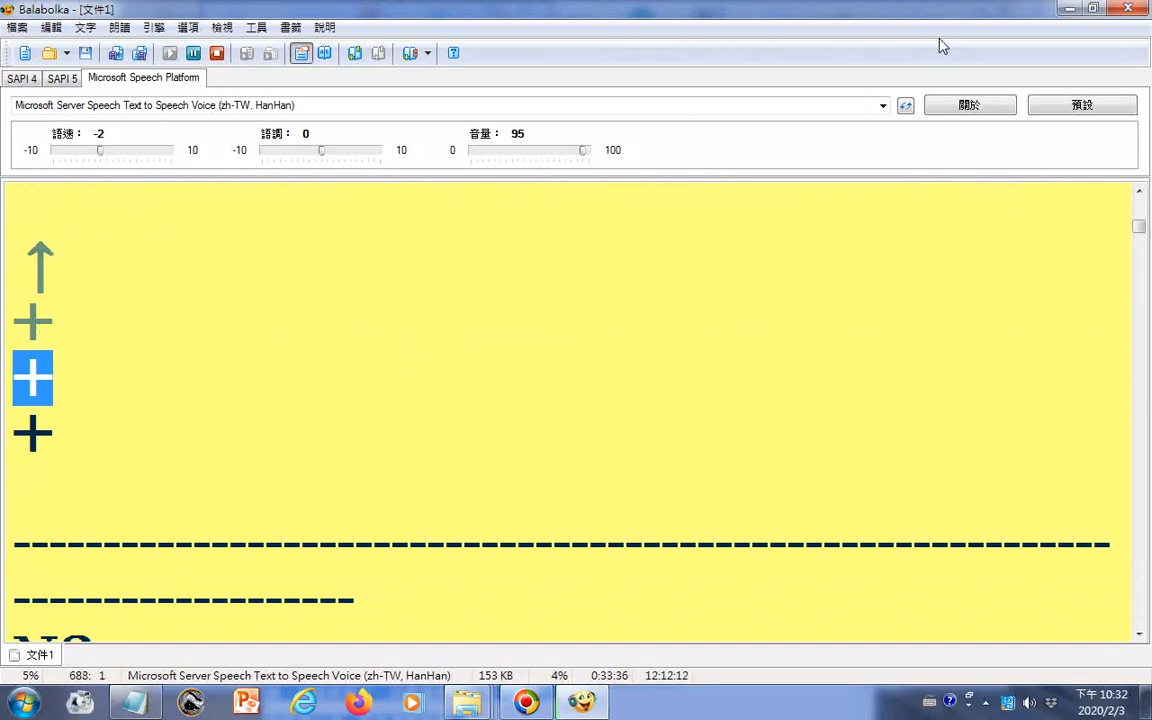 Balabolka - [文件1]
檔案 編輯 文字 朗讀 引擎 選項 檢視 工具 書籤 說明
SAPI 4 SAPI 5 Microsoft Speech Platform
Microsoft Server Speech Text to Speech Voice (zh-TW, HanHan) 關於 預設
語速： -2 語調： 0 音量： 95
-10 10 -10 10 0 100
↑
+
+
+
-------------------------------------------------------------
-------------------
文件1
5% 688: 1 Microsoft Server Speech Text to Speech Voice (zh-TW, HanHan) 153 KB 4% 0:33:36 12:12:12
下午 10:32
2020/2/3